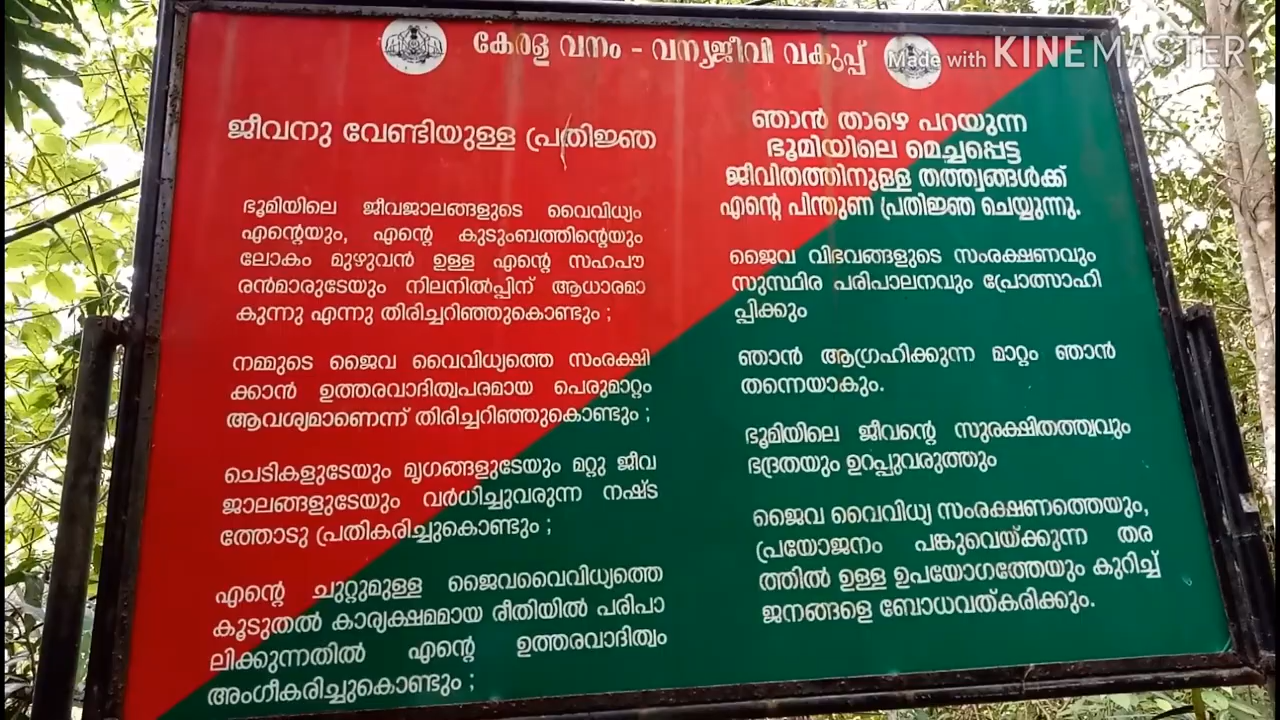 കേരള വനം - വന്യജീവി വകുപ്പ്
Made with KINEMASTER
ജീവനു വേണ്ടിയുള്ള പ്രതിജ്ഞ
ഭൂമിയിലെ ജീവജാലങ്ങളുടെ വൈവിധ്യം
എന്റെയും, എന്റെ കുടുംബത്തിന്റെയും
ലോകം മുഴുവൻ ഉള്ള എന്റെ സഹപൗ
രൻമാരുടേയും നിലനിൽപ്പിന് ആധാരമാ
കുന്നു എന്നു തിരിച്ചറിഞ്ഞുകൊണ്ടും ;
നമ്മുടെ ജൈവ വൈവിധ്യത്തെ സംരക്ഷി
ക്കാൻ ഉത്തരവാദിത്വപരമായ പെരുമാറ്റം
ആവശ്യമാണെന്ന് തിരിച്ചറിഞ്ഞുകൊണ്ടും ;
ചെടികളുടേയും മൃഗങ്ങളുടേയും മറ്റു ജീവ
ജാലങ്ങളുടേയും വർധിച്ചുവരുന്ന നഷ്ട
ത്തോടു പ്രതികരിച്ചുകൊണ്ടും ;
എന്റെ ചുറ്റുമുള്ള ജൈവവൈവിധ്യത്തെ
കൂടുതൽ കാര്യക്ഷമമായ രീതിയിൽ പരിപാ
ലിക്കുന്നതിൽ എന്റെ ഉത്തരവാദിത്വം
അംഗീകരിച്ചുകൊണ്ടും ;
ഞാൻ താഴെ പറയുന്ന
ഭൂമിയിലെ മെച്ചപ്പെട്ട
ജീവിതത്തിനുള്ള തത്ത്വങ്ങൾക്ക്
എന്റെ പിന്തുണ പ്രതിജ്ഞ ചെയ്യുന്നു.
ജൈവ വിഭവങ്ങളുടെ സംരക്ഷണവും
സുസ്ഥിര പരിപാലനവും പ്രോത്സാഹി
പ്പിക്കും
ഞാൻ ആഗ്രഹിക്കുന്ന മാറ്റം ഞാൻ
തന്നെയാകും.
ഭൂമിയിലെ ജീവന്റെ സുരക്ഷിതത്ത്വവും
ഭദ്രതയും ഉറപ്പുവരുത്തും
ജൈവ വൈവിധ്യ സംരക്ഷണത്തെയും,
പ്രയോജനം പങ്കുവെയ്ക്കുന്ന തര
ത്തിൽ ഉള്ള ഉപയോഗത്തേയും കുറിച്ച്
ജനങ്ങളെ ബോധവത്കരിക്കും.